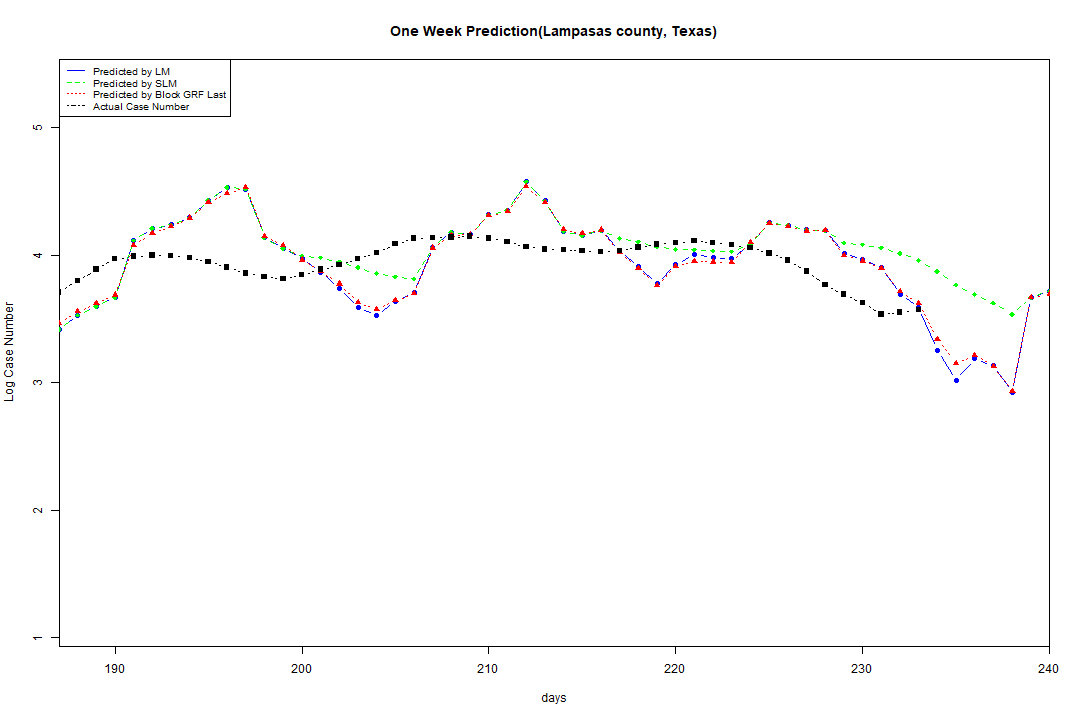 One Week Prediction(Lampasas county, Texas)
Predicted by LM
Predicted by SLM
Predicted by Block GRF Last
Actual Case Number
5
4
3
2
1
Log Case Number
190 200 210 220 230 240
days